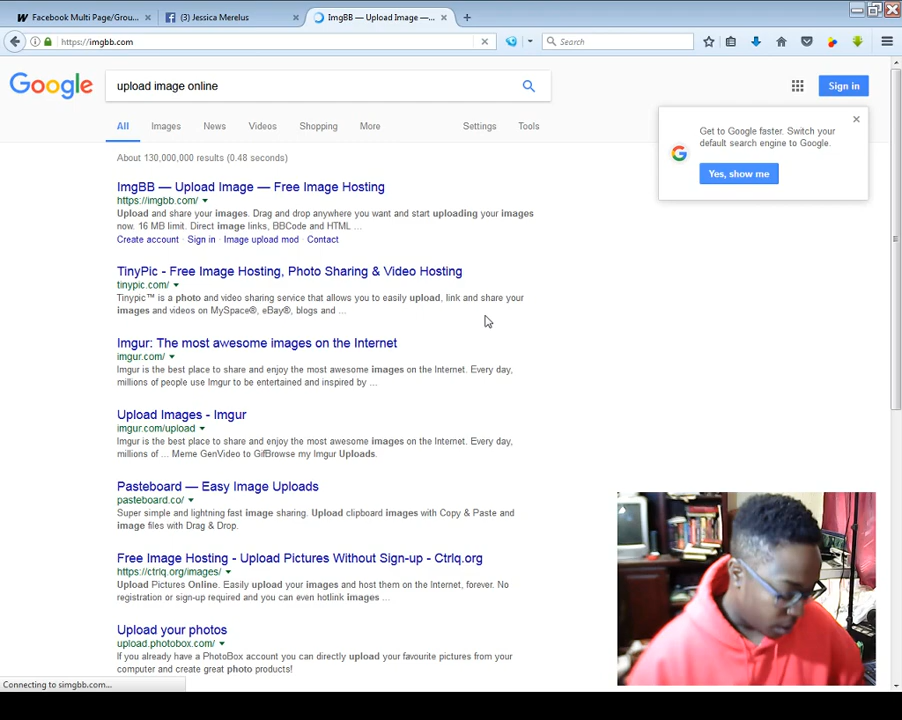 Facebook Multi Page/Grou...
(3) Jessica Merelus
ImgBB — Upload Image —...
https://imgbb.com
Search
Google
upload image online
Sign in
All
Images
News
Videos
Shopping
More
Settings
Tools
Get to Google faster. Switch your
default search engine to Google.
Yes, show me
About 130,000,000 results (0.48 seconds)
ImgBB — Upload Image — Free Image Hosting
https://imgbb.com/
Upload and share your images. Drag and drop anywhere you want and start uploading your images
now. 16 MB limit. Direct image links, BBCode and HTML ...
Create account · Sign in · Image upload mod · Contact
TinyPic - Free Image Hosting, Photo Sharing & Video Hosting
tinypic.com/
Tinypic™ is a photo and video sharing service that allows you to easily upload, link and share your
images and videos on MySpace®, eBay®, blogs and ...
Imgur: The most awesome images on the Internet
imgur.com/
Imgur is the best place to share and enjoy the most awesome images on the Internet. Every day,
millions of people use Imgur to be entertained and inspired by ...
Upload Images - Imgur
imgur.com/upload
Imgur is the best place to share and enjoy the most awesome images on the Internet. Every day,
millions of ... Meme GenVideo to GifBrowse my Imgur Uploads.
Pasteboard — Easy Image Uploads
pasteboard.co/
Super simple and lightning fast image sharing. Upload clipboard images with Copy & Paste and
image files with Drag & Drop.
Free Image Hosting - Upload Pictures Without Sign-up - Ctrlq.org
https://ctrlq.org/images/
Upload Pictures Online. Easily upload your images and host them on the Internet, forever. No
registration or sign-up required and you can even hotlink images ...
Upload your photos
upload.photobox.com/
If you already have a PhotoBox account you can directly upload your favourite pictures from your
computer and create great photo products!
Connecting to simgbb.com...